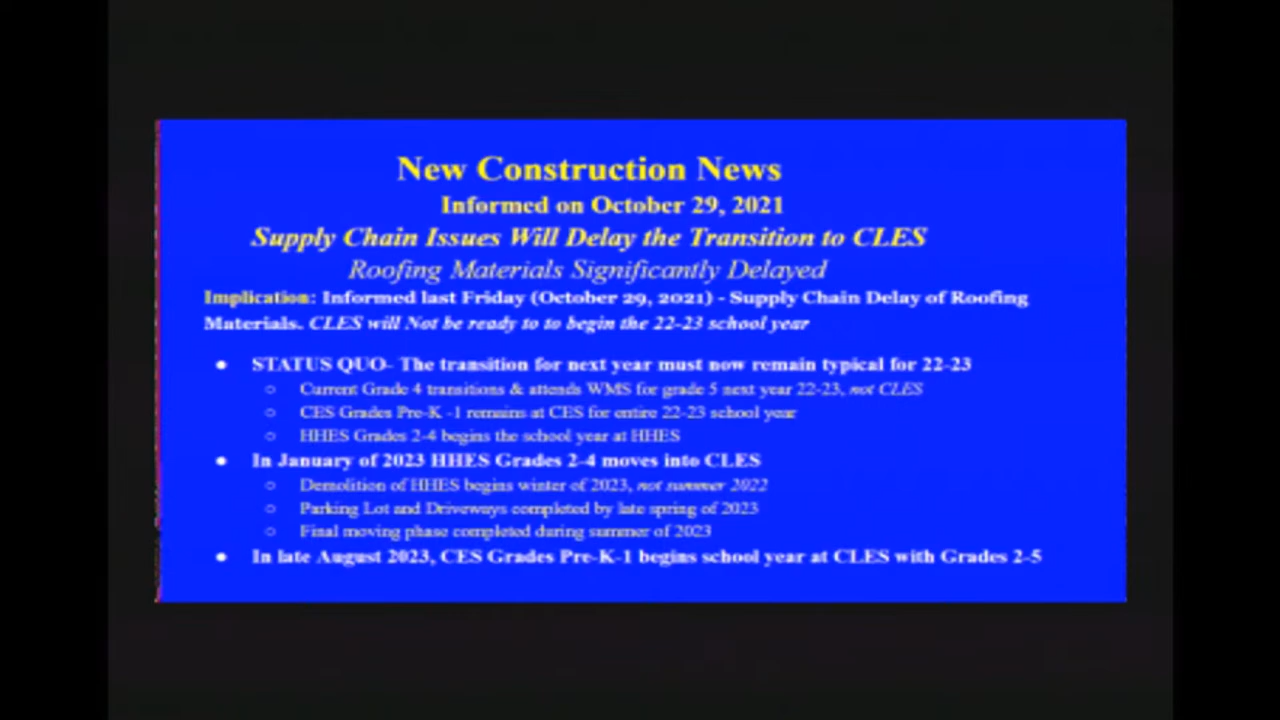 New Construction News
Informed on October 29, 2021
Supply Chain Issues Will Delay the Transition to CLES
Roofing Materials Significantly Delayed
Implication: Informed last Friday (October 29, 2021) - Supply Chain Delay of Roofing
Materials. CLES will Not be ready to to begin the 22-23 school year
● STATUS QUO- The transition for next year must now remain typical for 22-23
○ Current Grade 4 transitions & attends WMS for grade 5 next year 22-23, not CLES
○ CES Grades Pre-K -1 remains at CES for entire 22-23 school year
○ HHES Grades 2-4 begins the school year at HHES
● In January of 2023 HHES Grades 2-4 moves into CLES
○ Demolition of HHES begins winter of 2023, not summer 2022
○ Parking Lot and Driveways completed by late spring of 2023
○ Final moving phase completed during summer of 2023
● In late August 2023, CES Grades Pre-K-1 begins school year at CLES with Grades 2-5